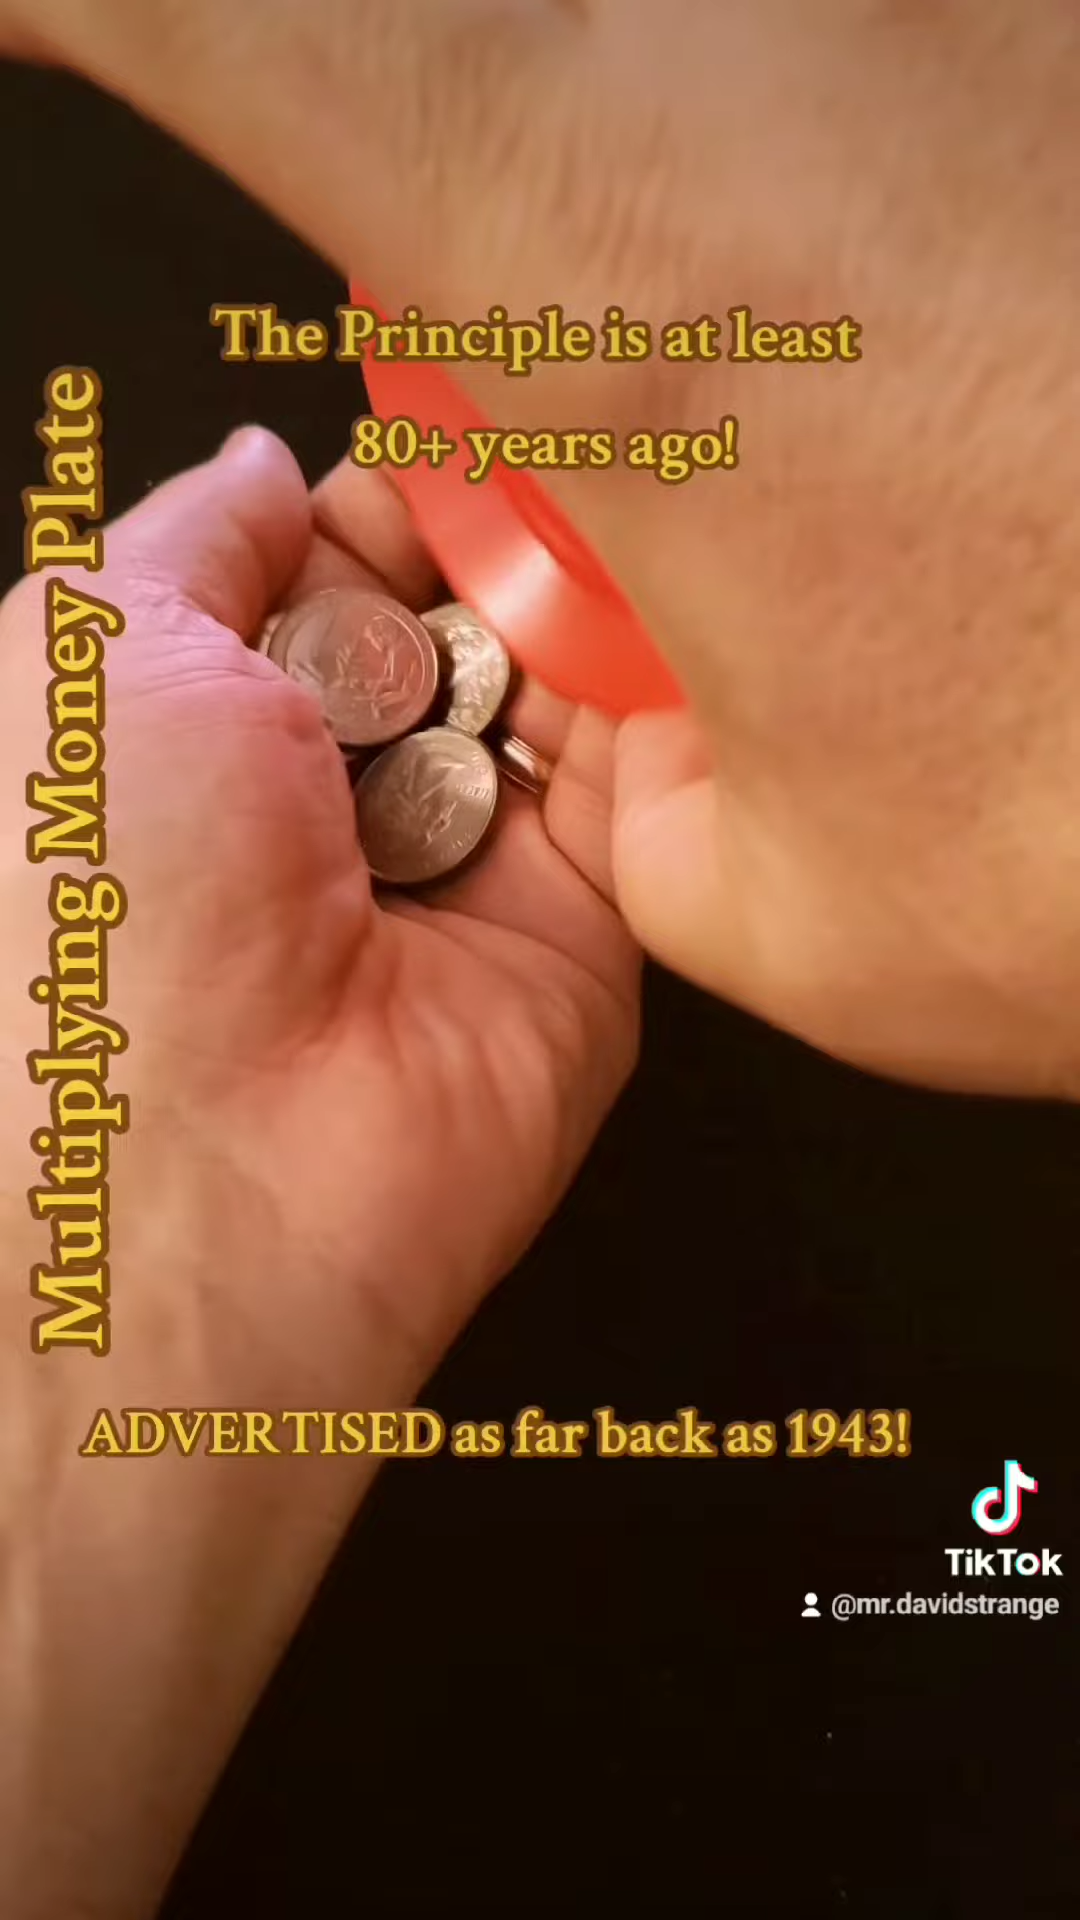 The Principle is at least
80+ years ago!
Multiplying Money Plate
ADVERTISED as far back as 1943!
TikTok
@mr.davidstrange